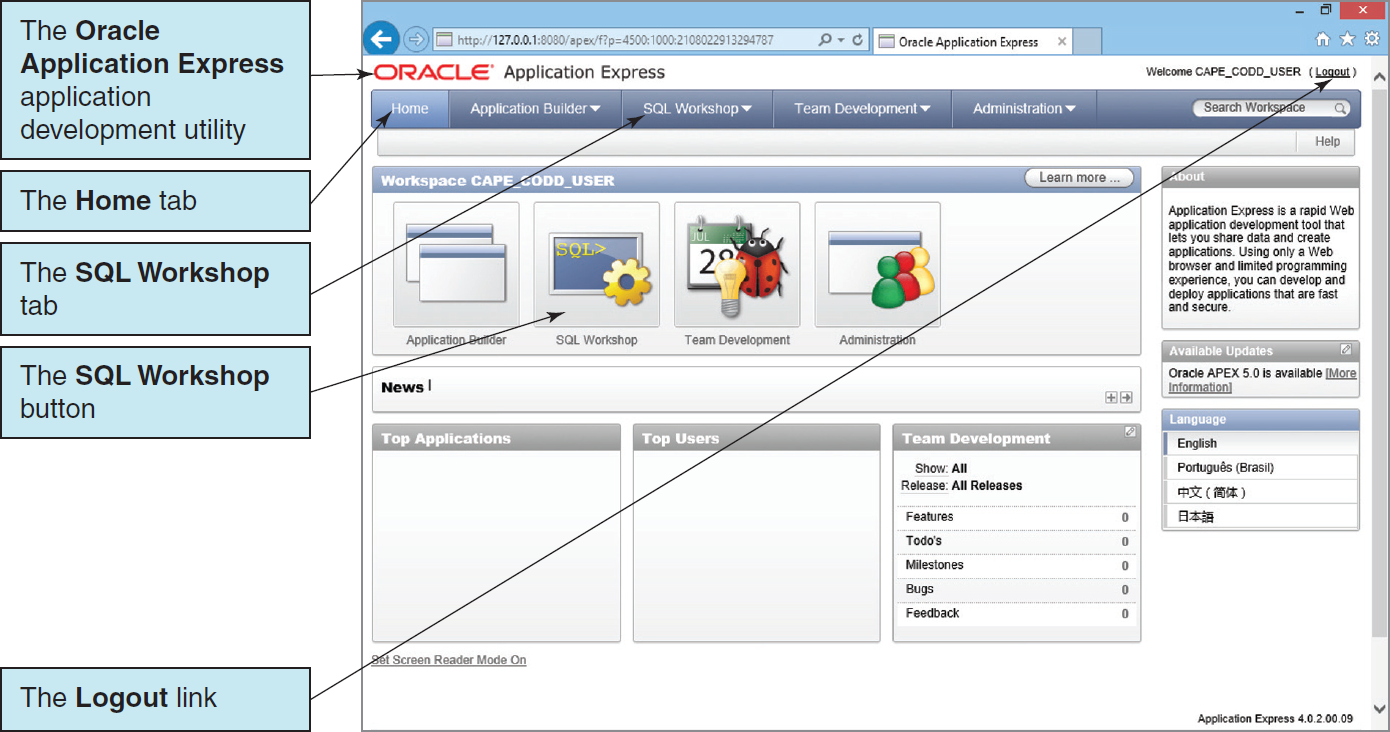 The Oracle
Application Express
application
development utility
The Home tab
The SQL Workshop
tab
The SQL Workshop
button
The Logout link
http://127.0.0.1:8080/apex/f?p=4500:1000:2108022913294787
Oracle Application Express
ORACLE Application Express
Welcome CAPE_CODD_USER ( Logout )
Home
Application Builder
SQL Workshop
Team Development
Administration
Search Workspace
Help
Workspace CAPE_CODD_USER
Learn more ...
SQL>
JUL
28
Application Builder
SQL Workshop
Team Development
Administration
News
Top Applications
Top Users
Team Development
Show: All
Release: All Releases
Features 0
Todo's 0
Milestones 0
Bugs 0
Feedback 0
Set Screen Reader Mode On
About
Application Express is a rapid Web
application development tool that
lets you share data and create
applications. Using only a Web
browser and limited programming
experience, you can develop and
deploy applications that are fast
and secure.
Available Updates
Oracle APEX 5.0 is available [More
Information]
Language
English
Português (Brasil)
中文 ( 简体 )
日本語
Application Express 4.0.2.00.09